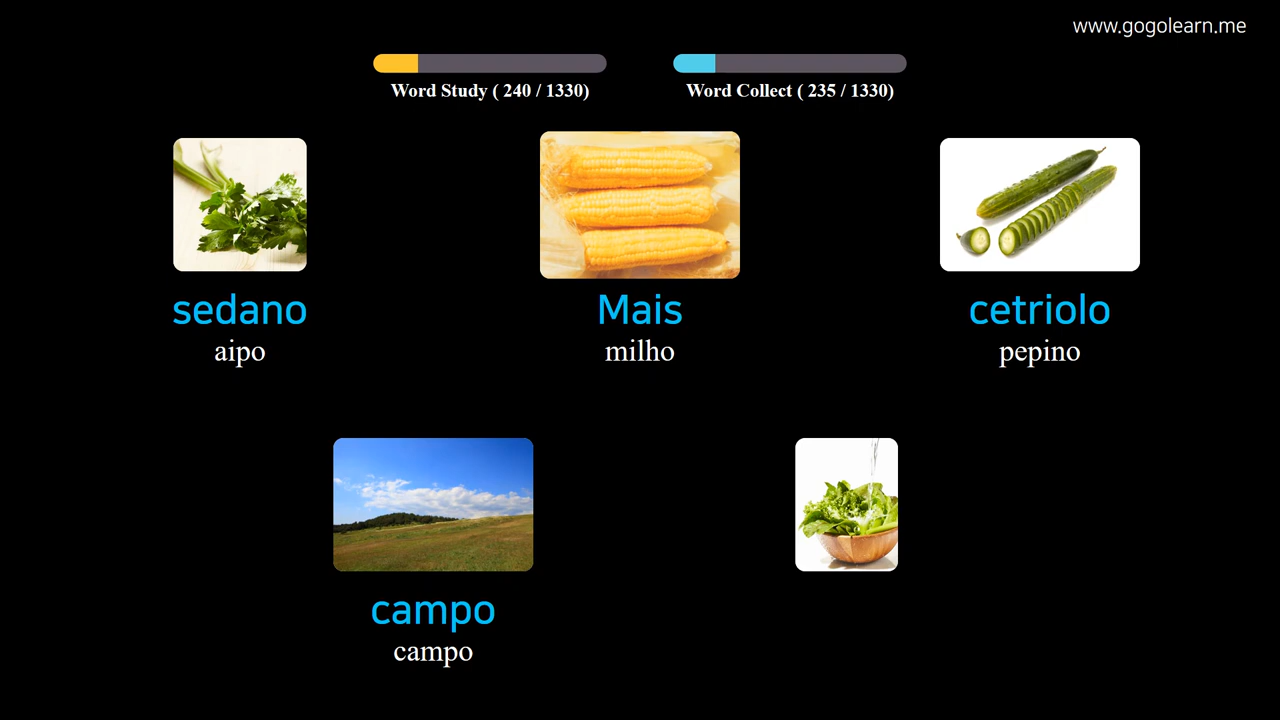 www.gogolearn.me
Word Study ( 240 / 1330)
Word Collect ( 235 / 1330)
sedano
aipo
Mais
milho
cetriolo
pepino
campo
campo